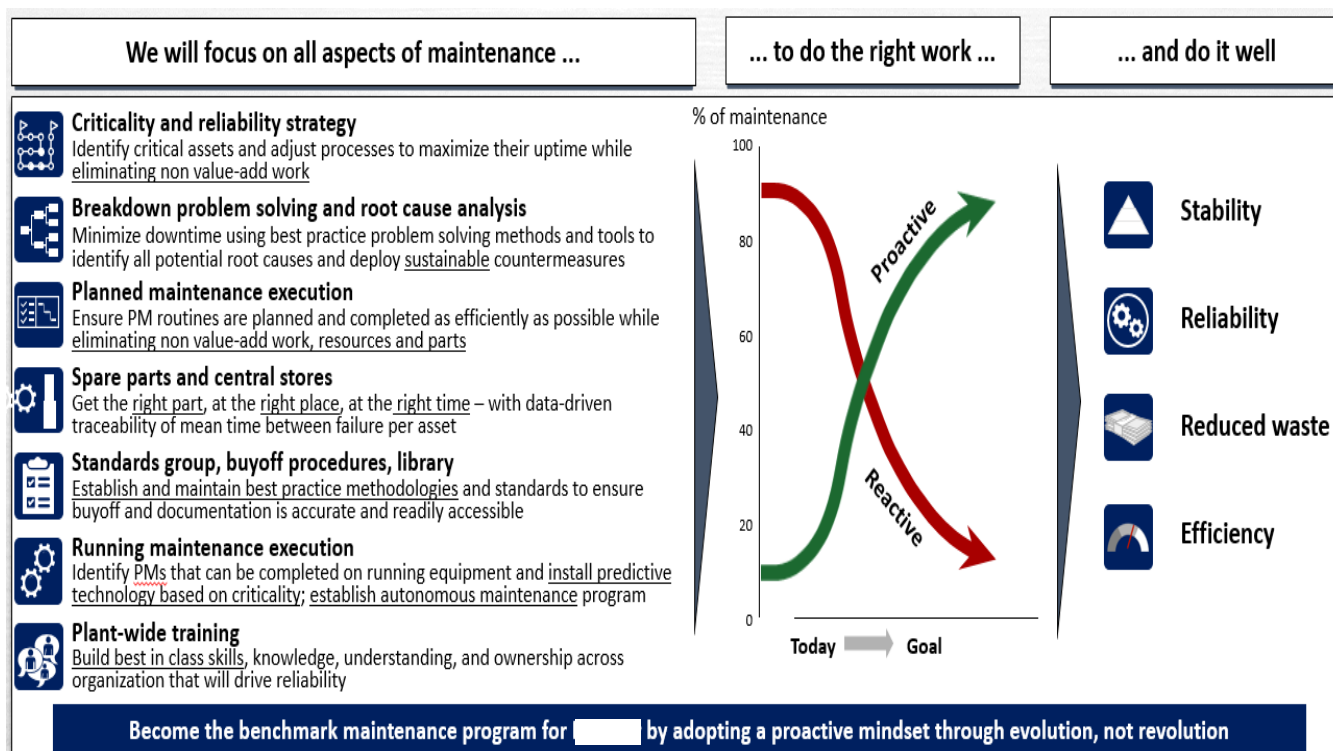 We will focus on all aspects of maintenance ...
... to do the right work ...
... and do it well
Criticality and reliability strategy
Identify critical assets and adjust processes to maximize their uptime while
eliminating non value-add work
Breakdown problem solving and root cause analysis
Minimize downtime using best practice problem solving methods and tools to
identify all potential root causes and deploy sustainable countermeasures
Planned maintenance execution
Ensure PM routines are planned and completed as efficiently as possible while
eliminating non value-add work, resources and parts
Spare parts and central stores
Get the right part, at the right place, at the right time – with data-driven
traceability of mean time between failure per asset
Standards group, buyoff procedures, library
Establish and maintain best practice methodologies and standards to ensure
buyoff and documentation is accurate and readily accessible
Running maintenance execution
Identify PMs that can be completed on running equipment and install predictive
technology based on criticality; establish autonomous maintenance program
Plant-wide training
Build best in class skills, knowledge, understanding, and ownership across
organization that will drive reliability
% of maintenance
100
80
60
40
20
0
Proactive
Reactive
Today
Goal
Stability
Reliability
Reduced waste
Efficiency
Become the benchmark maintenance program for by adopting a proactive mindset through evolution, not revolution